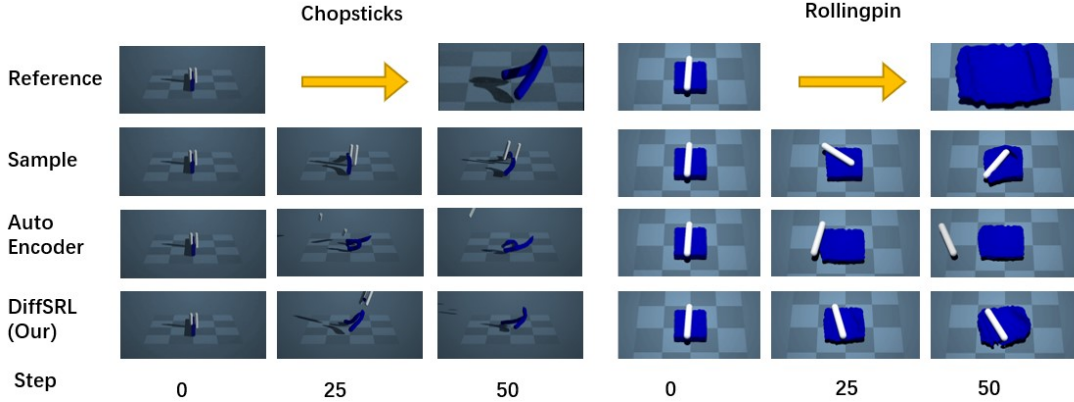 Chopsticks
Rollingpin
Reference
Sample
Auto
Encoder
DiffSRL
(Our)
Step
0
25
50
0
25
50